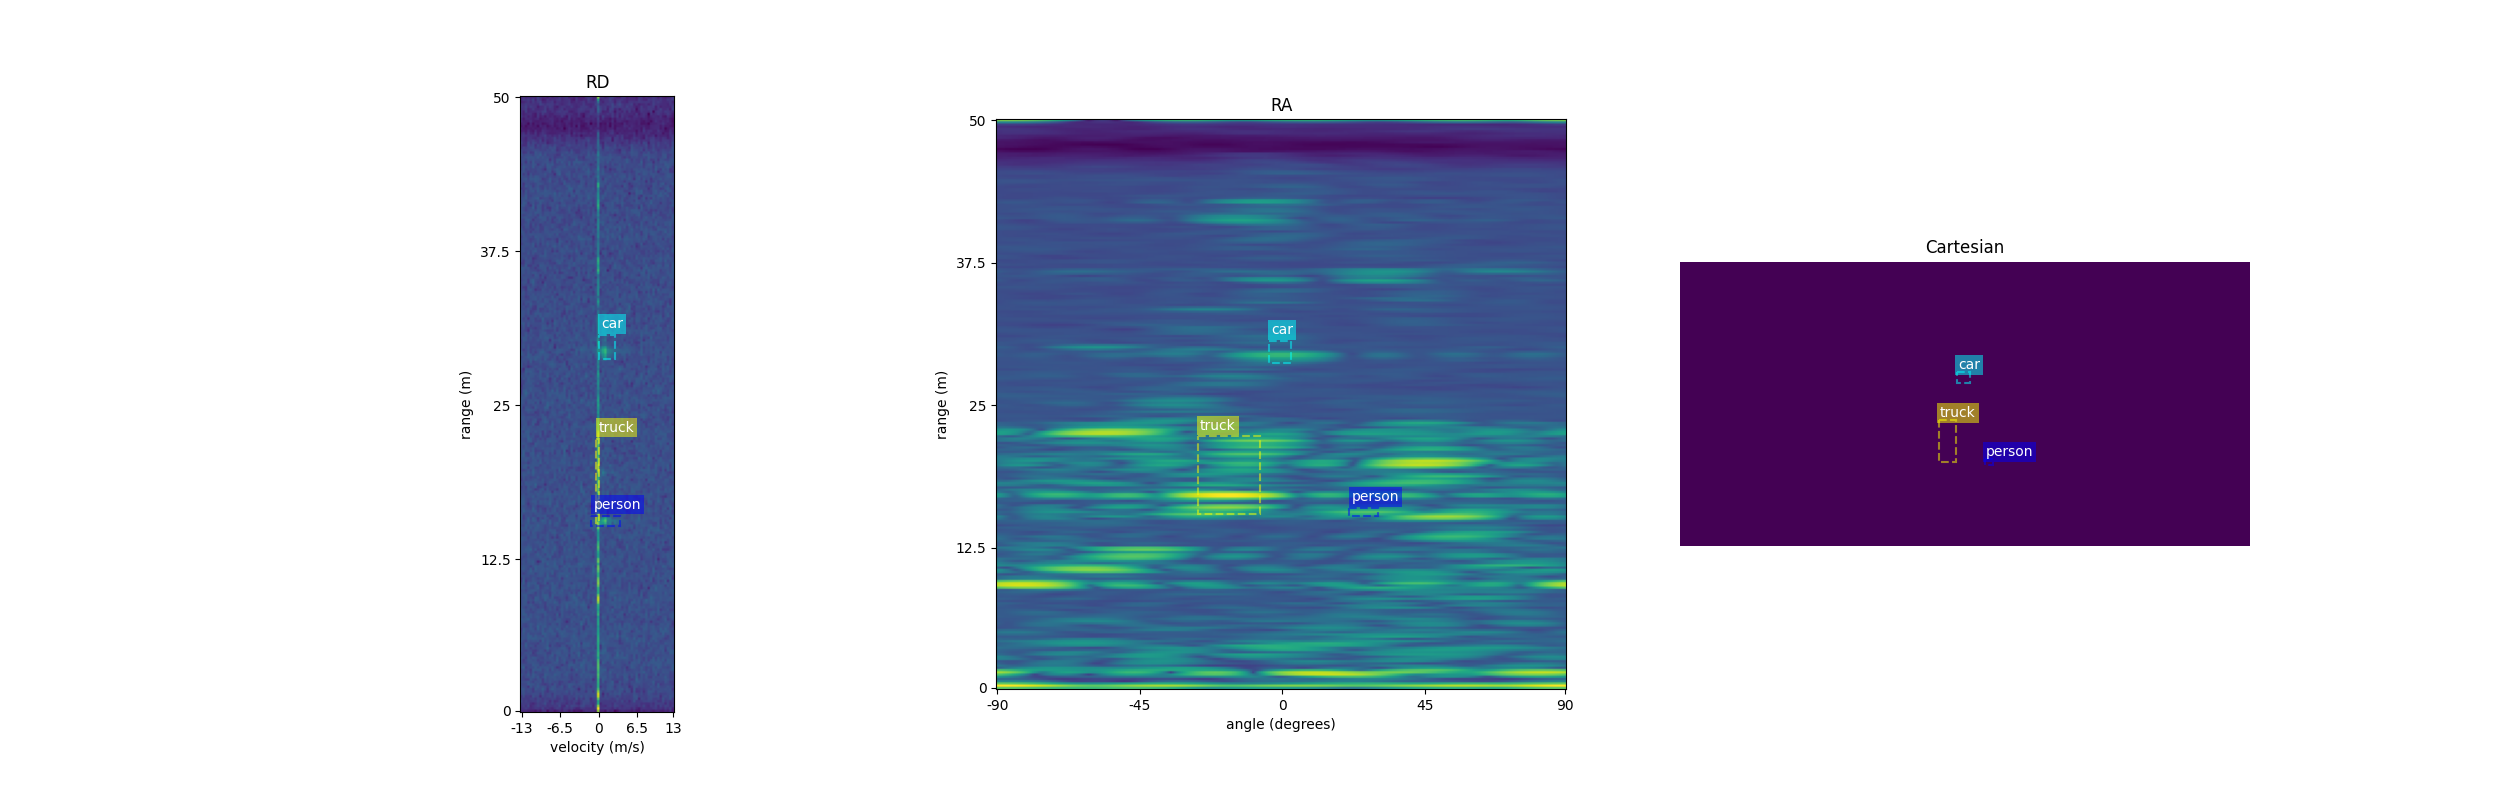 RD
50
37.5
25
12.5
0
range (m)
-13
-6.5
0
6.5
13
velocity (m/s)
car
truck
person
RA
50
37.5
25
12.5
0
range (m)
-90
-45
0
45
90
angle (degrees)
car
truck
person
Cartesian
car
truck
person